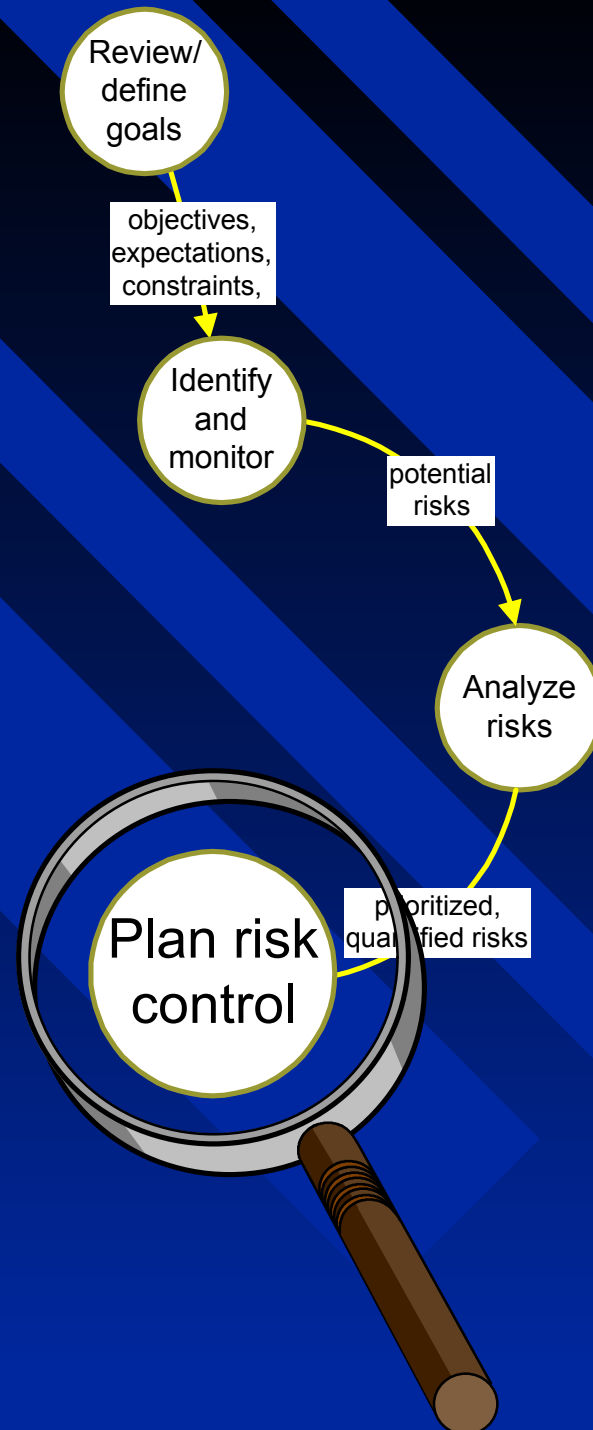 Review/
define
goals
objectives,
expectations,
constraints,
Identify
and
monitor
potential
risks
Analyze
risks
Plan risk
control
risks